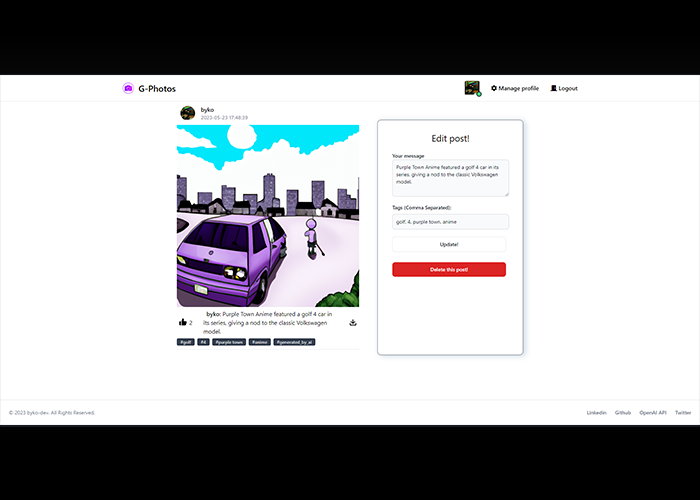 G-Photos
Manage profile
Logout
byko
2023-05-23 17:48:39
Edit post!
Your message
Purple Town Anime featured a golf 4 car in its
series, giving a nod to the classic Volkswagen
model.
Tags (Comma Separated):
golf, 4, purple town, anime
Update!
Delete this post!
2
byko: Purple Town Anime featured a golf 4 car in
its series, giving a nod to the classic Volkswagen
model.
#golf #4 #purple town #anime #generated_by_ai
© 2023 byko-dev. All Rights Reserved.
Linkedin Github OpenAI API Twitter